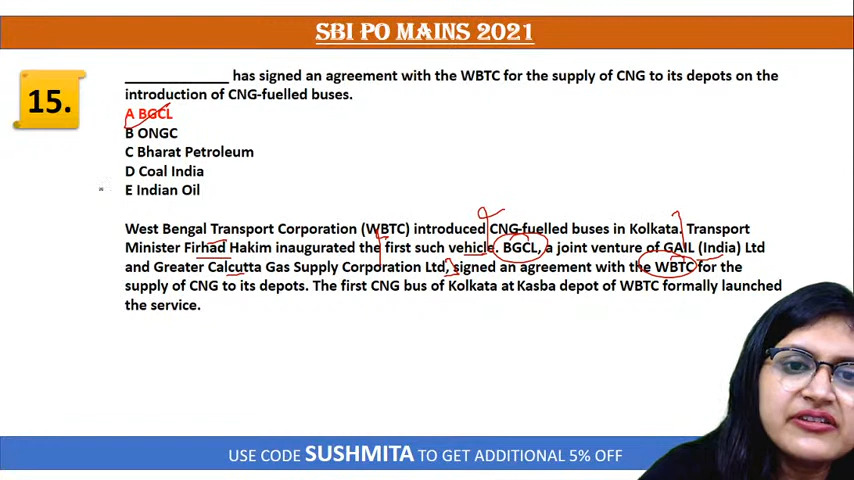 SBI PO MAINS 2021
15.
______________ has signed an agreement with the WBTC for the supply of CNG to its depots on the
introduction of CNG-fuelled buses.
A BGCL
B ONGC
C Bharat Petroleum
D Coal India
E Indian Oil
West Bengal Transport Corporation (WBTC) introduced CNG-fuelled buses in Kolkata. Transport
Minister Firhad Hakim inaugurated the first such vehicle. BGCL, a joint venture of GAIL (India) Ltd
and Greater Calcutta Gas Supply Corporation Ltd, signed an agreement with the WBTC for the
supply of CNG to its depots. The first CNG bus of Kolkata at Kasba depot of WBTC formally launched
the service.
USE CODE SUSHMITA TO GET ADDITIONAL 5% OFF